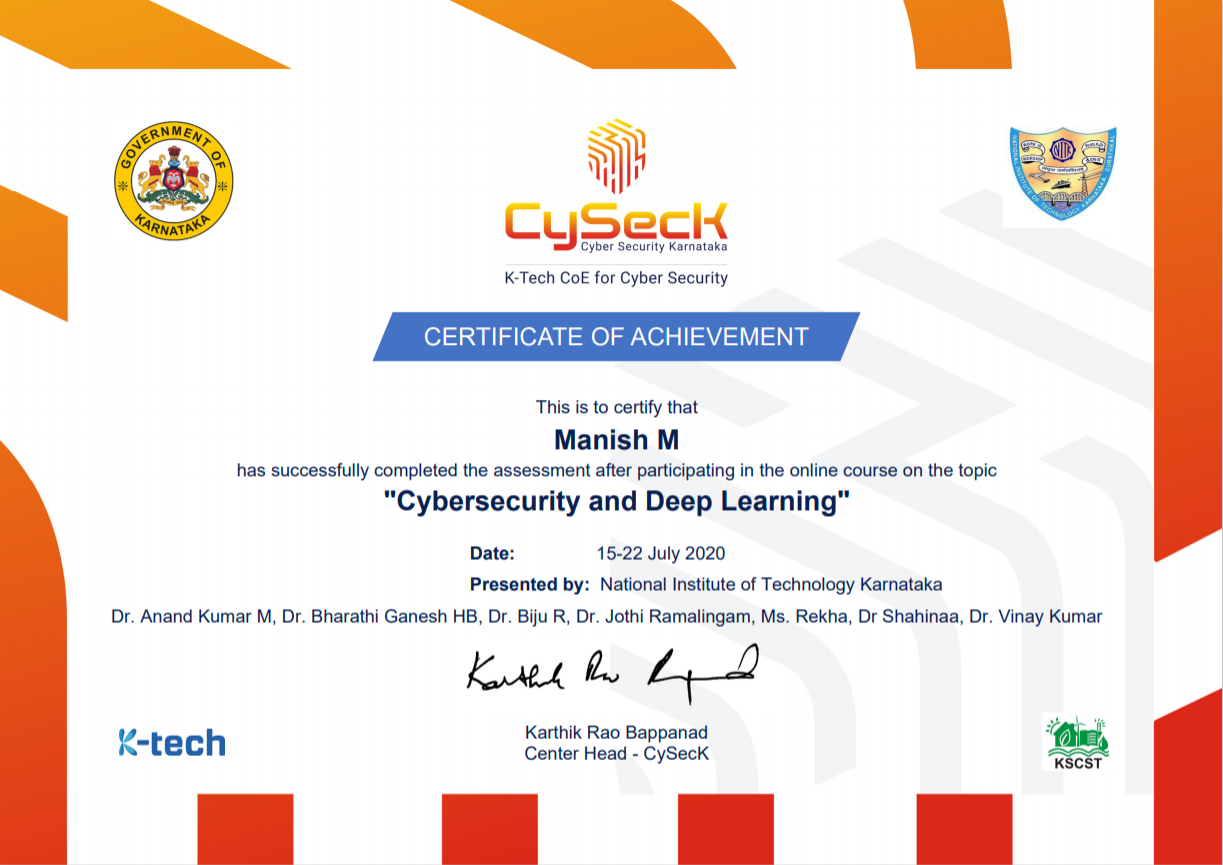 GOVERNMENT OF
KARNATAKA
CySecK
Cyber Security Karnataka
K-Tech CoE for Cyber Security
NATIONAL INSTITUTE OF TECHNOLOGY KARNATAKA, SURATHKAL
WORK IS
WORSHIP
NITK
CERTIFICATE OF ACHIEVEMENT
This is to certify that
Manish M
has successfully completed the assessment after participating in the online course on the topic
"Cybersecurity and Deep Learning"
Date: 15-22 July 2020
Presented by: National Institute of Technology Karnataka
Dr. Anand Kumar M, Dr. Bharathi Ganesh HB, Dr. Biju R, Dr. Jothi Ramalingam, Ms. Rekha, Dr Shahinaa, Dr. Vinay Kumar
Karthik Rao Bappanad
Center Head - CySecK
K-tech
KSCST